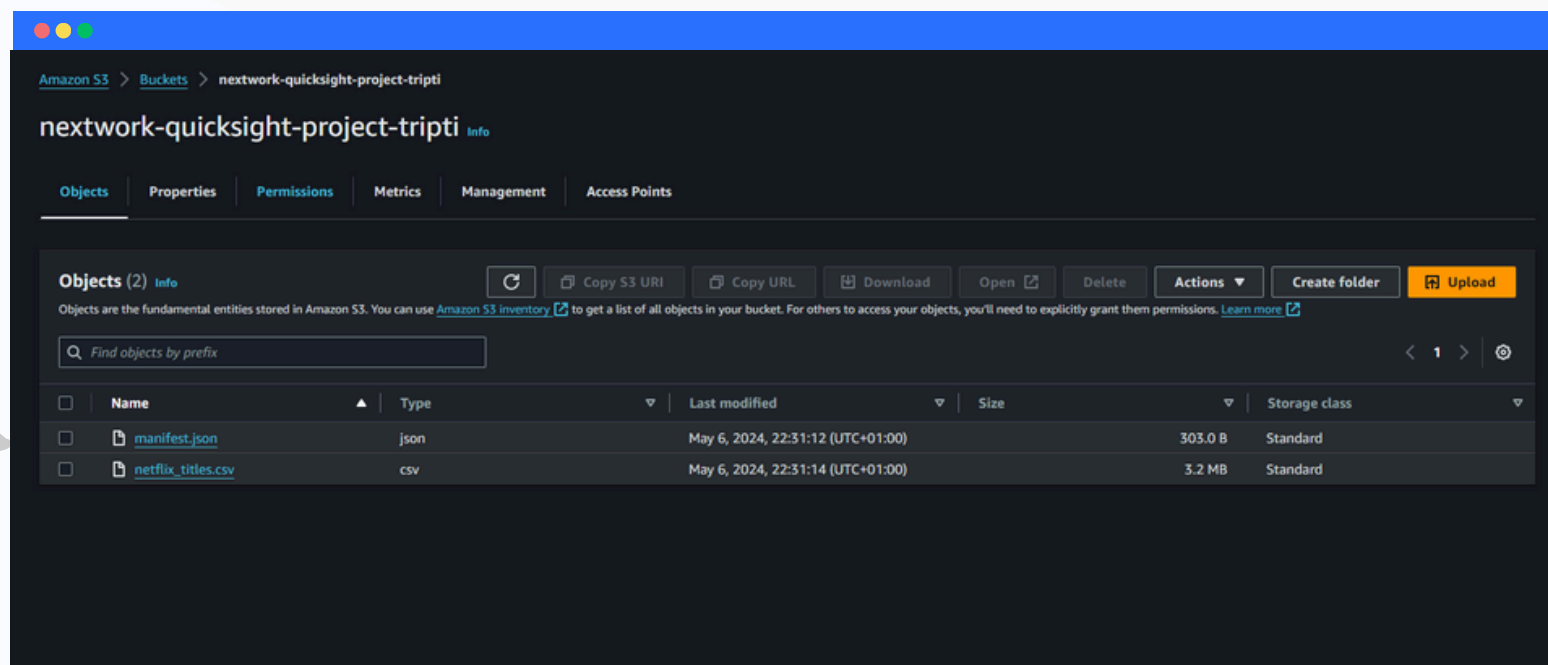 Amazon S3 > Buckets > nextwork-quicksight-project-tripti
nextwork-quicksight-project-tripti Info
Objects Properties Permissions Metrics Management Access Points
Objects (2) Info Copy S3 URI Copy URL Download Open Delete Actions Create folder Upload
Objects are the fundamental entities stored in Amazon S3. You can use Amazon S3 inventory to get a list of all objects in your bucket. For others to access your objects, you'll need to explicitly grant them permissions. Learn more
Find objects by prefix < 1 >
Name Type Last modified Size Storage class
manifest.json json May 6, 2024, 22:31:12 (UTC+01:00) 303.0 B Standard
netflix_titles.csv csv May 6, 2024, 22:31:14 (UTC+01:00) 3.2 MB Standard